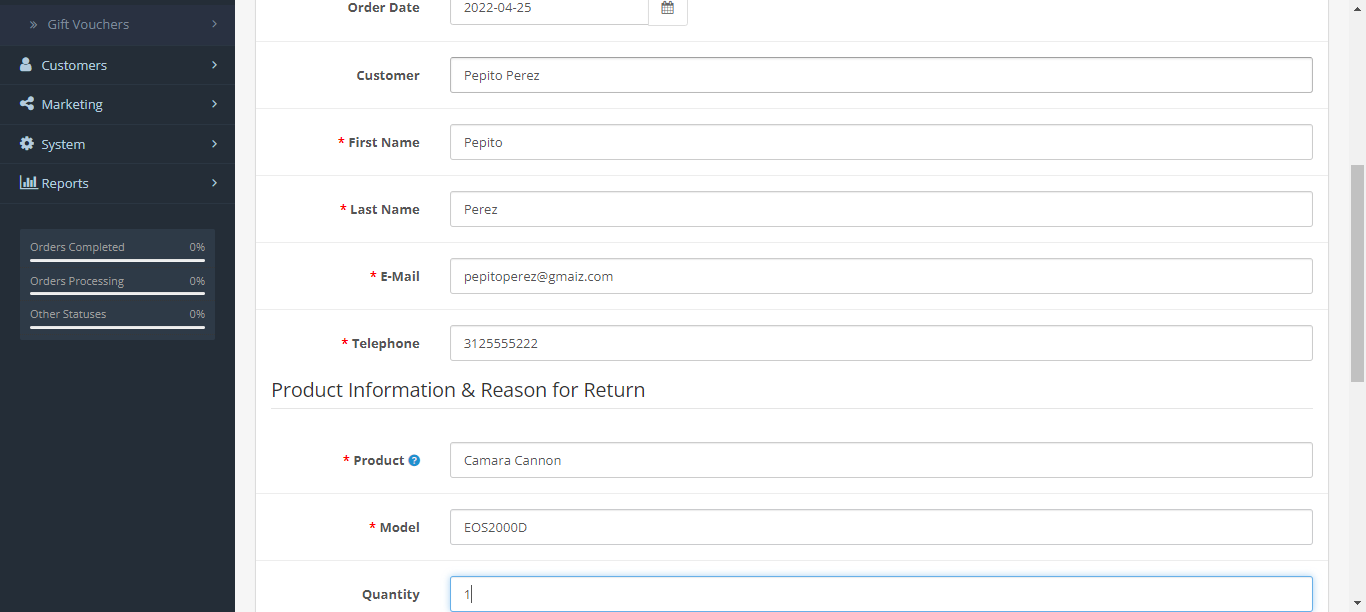 Gift Vouchers
Customers
Marketing
System
Reports
Orders Completed 0%
Orders Processing 0%
Other Statuses 0%
Order Date 2022-04-25
Customer Pepito Perez
* First Name Pepito
* Last Name Perez
* E-Mail pepitoperez@gmaiz.com
* Telephone 3125555222
Product Information & Reason for Return
* Product Camara Cannon
* Model EOS2000D
Quantity 1